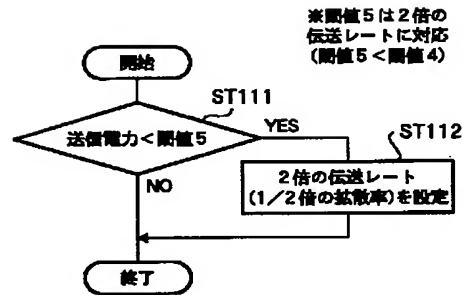 ※閾値５は２倍の
伝送レートに対応
(閾値５＜閾値４)
開始
ST111
送信電力＜閾値５
YES
ST112
２倍の伝送レート
(１／２倍の拡散率)を設定
NO
終了